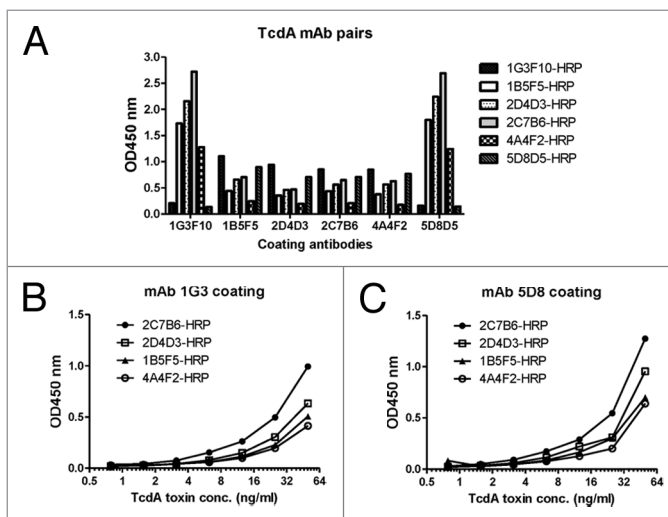 A
TcdA mAb pairs
OD450 nm
3.0
2.5
2.0
1.5
1.0
0.5
0.0
1G3F10 1B5F5 2D4D3 2C7B6 4A4F2 5D8D5
Coating antibodies
1G3F10-HRP
1B5F5-HRP
2D4D3-HRP
2C7B6-HRP
4A4F2-HRP
5D8D5-HRP
B
mAb 1G3 coating
OD450 nm
1.5
1.0
0.5
0.0
2C7B6-HRP
2D4D3-HRP
1B5F5-HRP
4A4F2-HRP
0.5 1 2 4 8 16 32 64
TcdA toxin conc. (ng/ml)
C
mAb 5D8 coating
OD450 nm
1.5
1.0
0.5
0.0
2C7B6-HRP
2D4D3-HRP
1B5F5-HRP
4A4F2-HRP
0.5 1 2 4 8 16 32 64
TcdA toxin conc. (ng/ml)